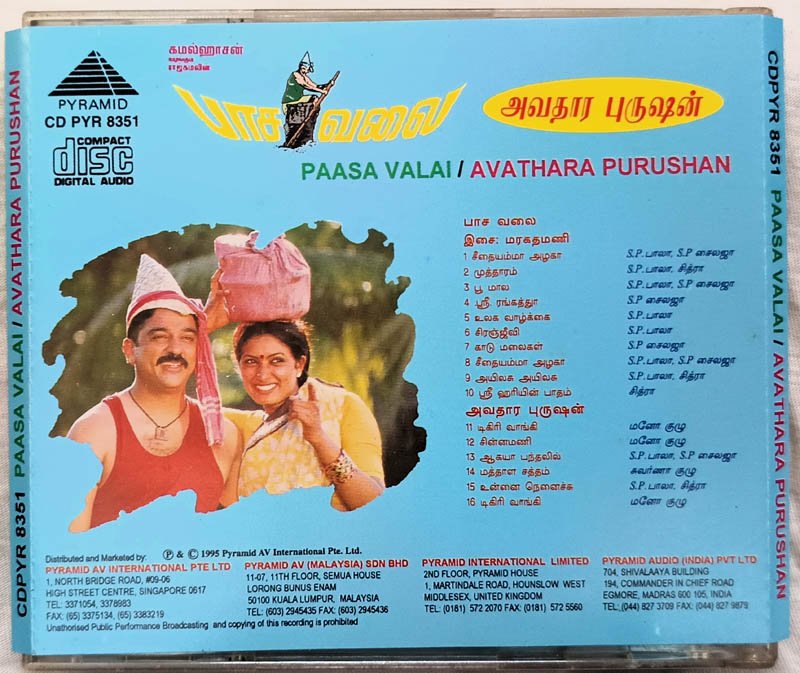 PYRAMID
CD PYR 8351
COMPACT
disc
DIGITAL AUDIO
கமல்ஹாசன்
ராஜகமலின்
பாச வலை
அவதார புருஷன்
PAASA VALAI / AVATHARA PURUSHAN
பாச வலை
இசை: மரகதமணி
1 சீதையம்மா அழகா S.P.பாலா, S.P சைலஜா
2 முத்தாரம் S.P.பாலா, சித்ரா
3 பூ மால S.P.பாலா, S.P சைலஜா
4 ஸ்ரீ ரங்கத்தூ S.P சைலஜா
5 உலக வாழ்க்கை S.P.பாலா
6 சிரஞ்ஜீவி S.P.பாலா
7 காடு மலைகள் S.P சைலஜா
8 சீதையம்மா அழகா S.P.பாலா, S.P சைலஜா
9 அயிலசு அயிலசு S.P.பாலா, சித்ரா
10 ஸ்ரீ ஹரியின் பாதம் சித்ரா
அவதார புருஷன்
11 டிகிரி வாங்கி மனோ குழு
12 சின்னமணி மனோ குழு
13 ஆகயா பந்தலில் S.P.பாலா, S.P சைலஜா
14 மத்தாள சத்தம் சுவர்ணா குழு
15 உன்னை நெனைச்சு S.P.பாலா, சித்ரா
16 டிகிரி வாங்கி மனோ குழு
Ⓟ & © 1995 Pyramid AV International Pte. Ltd.
Distributed and Marketed by:
PYRAMID AV INTERNATIONAL PTE LTD
1, NORTH BRIDGE ROAD, #09-06
HIGH STREET CENTRE, SINGAPORE 0617
TEL: 3371054, 3378983
FAX: (65) 3375134, (65) 3383219
PYRAMID AV (MALAYSIA) SDN BHD
11-07, 11TH FLOOR, SEMUA HOUSE
LORONG BUNUS ENAM
50100 KUALA LUMPUR, MALAYSIA
TEL: (603) 2945435 FAX: (603) 2945436
PYRAMID INTERNATIONAL LIMITED
2ND FLOOR, PYRAMID HOUSE
1, MARTINDALE ROAD, HOUNSLOW WEST
MIDDLESEX, UNITED KINGDOM
TEL: (0181) 572 2070 FAX: (0181) 572 5560
PYRAMID AUDIO (INDIA) PVT LTD
704, SHIVALAAYA BUILDING
194, COMMANDER IN CHIEF ROAD
EGMORE, MADRAS 600 105, INDIA
TEL: (044) 827 3709 FAX: (044) 827 9879
Unathorised Public Performance Broadcasting and copying of this recording is prohibited
CDPYR 8351 PAASA VALAI / AVATHARA PURUSHAN
CDPYR 8351 PAASA VALAI / AVATHARA PURUSHAN